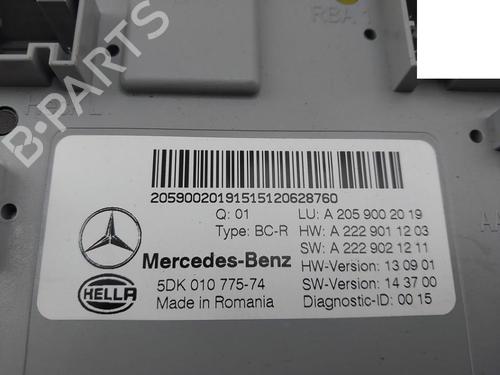 RBA 1
B-PARTS
20590020191515120628760
Q: 01 LU: A 205 900 20 19
Type: BC-R HW: A 222 901 12 03
Mercedes-Benz SW: A 222 902 12 11
HW-Version: 13 09 01
HELLA 5DK 010 775-74 SW-Version: 14 37 00
Made in Romania Diagnostic-ID: 00 15